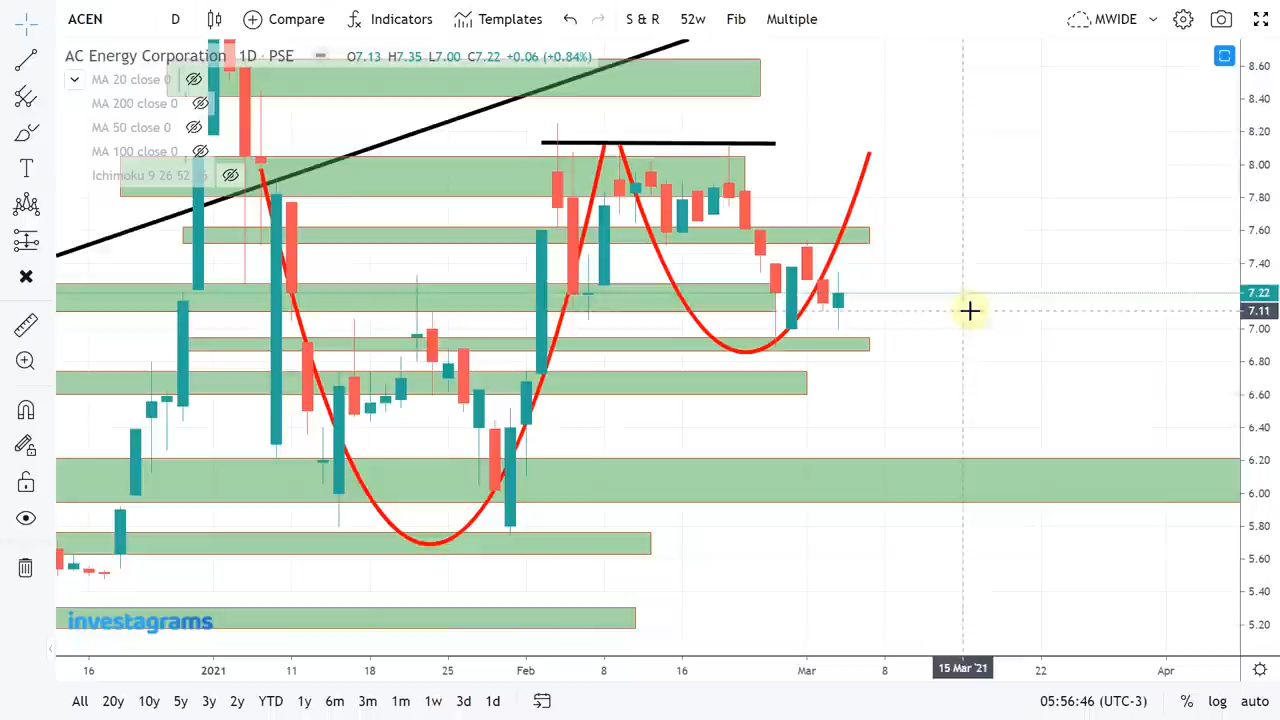 ACEN D Compare Indicators Templates S & R 52w Fib Multiple MWIDE
AC Energy Corporation 1D PSE O7.13 H7.35 L7.00 C7.22 +0.06 (+0.84%)
MA 20 close 0
MA 200 close 0
MA 50 close 0
MA 100 close 0
Ichimoku 9 26 52
8.60
8.40
8.20
8.00
7.80
7.60
7.40
7.22
7.11
7.00
6.80
6.60
6.40
6.20
6.00
5.80
5.60
5.40
5.20
investagrams
16 2021 11 18 25 Feb 8 16 Mar 8 15 Mar '21 22 Apr
All 20y 10y 5y 3y 2y YTD 1y 6m 3m 1m 1w 3d 1d 05:56:46 (UTC-3) % log auto